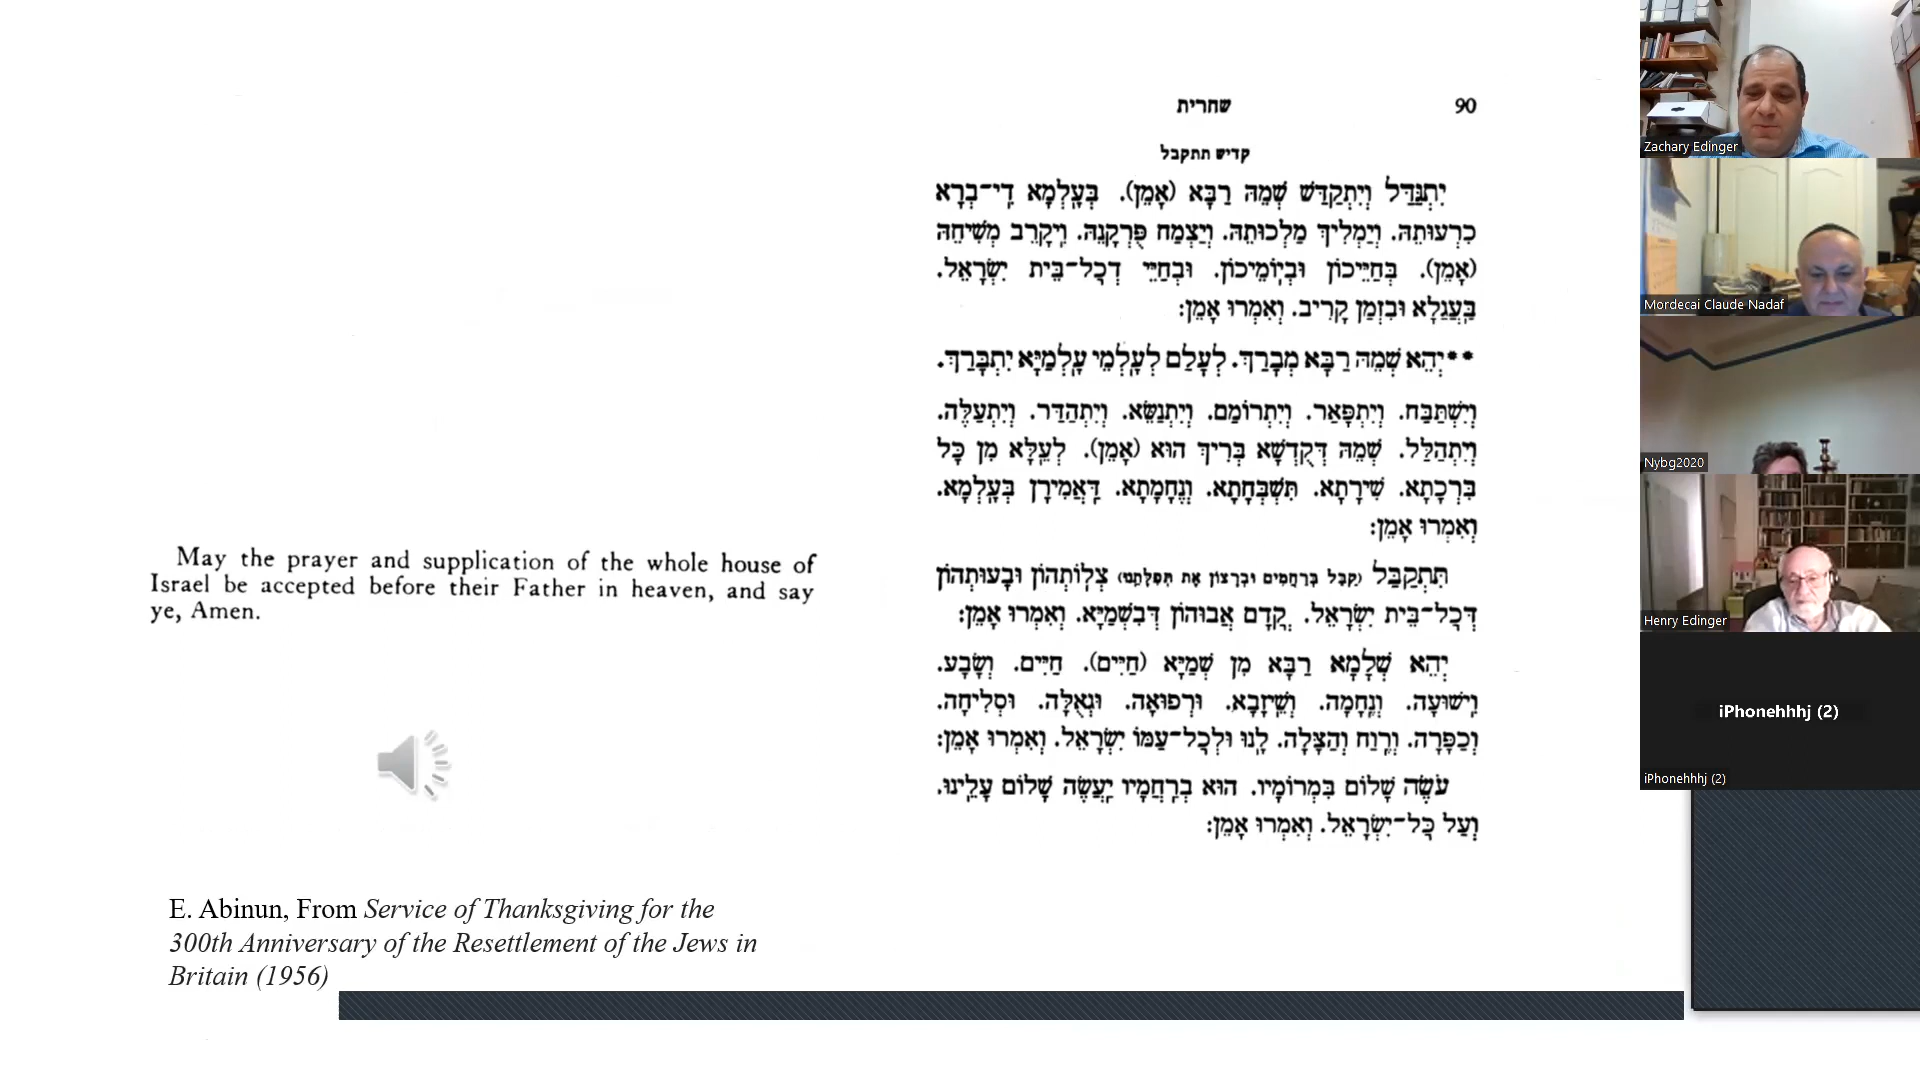 שחרית
90
קדיש תתקבל
יִתְגַּדַּל וְיִתְקַדַּשׁ שְׁמֵהּ רַבָּא (אָמֵן). בְּעָלְמָא דִּי־בְרָא
כִרְעוּתֵהּ. וְיַמְלִיךְ מַלְכוּתֵהּ. וְיַצְמַח פֻּרְקָנֵהּ. וִיקָרֵב מְשִׁיחֵהּ
(אָמֵן). בְּחַיֵּיכוֹן וּבְיוֹמֵיכוֹן. וּבְחַיֵּי דְכָל־בֵּית יִשְׂרָאֵל.
בַּעֲגָלָא וּבִזְמַן קָרִיב. וְאִמְרוּ אָמֵן:
**יְהֵא שְׁמֵהּ רַבָּא מְבָרַךְ. לְעָלַם לְעָלְמֵי עָלְמַיָּא יִתְבָּרַךְ.
וְיִשְׁתַּבַּח. וְיִתְפָּאַר. וְיִתְרוֹמַם. וְיִתְנַשֵּׂא. וְיִתְהַדַּר. וְיִתְעַלֶּה.
וְיִתְהַלַּל. שְׁמֵהּ דְּקֻדְשָׁא בְּרִיךְ הוּא (אָמֵן). לְעֵלָּא מִן כָּל
בִּרְכָתָא. שִׁירָתָא. תִּשְׁבְּחָתָא. וְנֶחָמָתָא. דַּאֲמִירָן בְּעָלְמָא.
וְאִמְרוּ אָמֵן:
תִּתְקַבַּל (קַבֵּל בְּרַחֲמִים וּבְרָצוֹן אֶת תְּפִלָּתֵנוּ) צְלוֹתְהוֹן וּבָעוּתְהוֹן
דְּכָל־בֵּית יִשְׂרָאֵל. קֳדָם אֲבוּהוֹן דְּבִשְׁמַיָּא. וְאִמְרוּ אָמֵן:
יְהֵא שְׁלָמָא רַבָּא מִן שְׁמַיָּא (חַיִּים). חַיִּים. וְשָׂבָע.
וִישׁוּעָה. וְנֶחָמָה. וְשֵׁיזָבָא. וּרְפוּאָה. וּגְאֻלָּה. וּסְלִיחָה.
וְכַפָּרָה. וְרֶוַח וְהַצָּלָה. לָנוּ וּלְכָל־עַמּוֹ יִשְׂרָאֵל. וְאִמְרוּ אָמֵן:
עֹשֶׂה שָׁלוֹם בִּמְרוֹמָיו. הוּא בְרַחֲמָיו יַעֲשֶׂה שָׁלוֹם עָלֵינוּ.
וְעַל כָּל־יִשְׂרָאֵל. וְאִמְרוּ אָמֵן:
May the prayer and supplication of the whole house of
Israel be accepted before their Father in heaven, and say
ye, Amen.
E. Abinun, From Service of Thanksgiving for the
300th Anniversary of the Resettlement of the Jews in
Britain (1956)
Zachary Edinger
Mordecai Claude Nadaf
Nybg2020
Henry Edinger
iPhonehhhj (2)
iPhonehhhj (2)